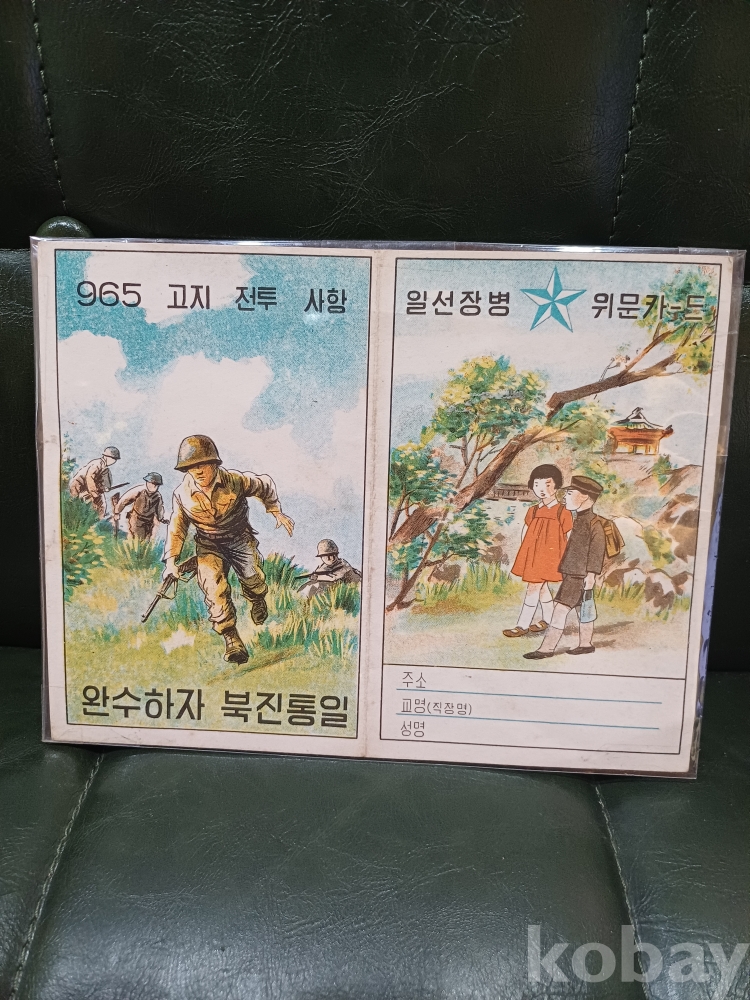 965 고지 전투 사항
완수하자 북진통일
일선장병 위문카-드
주소
교명(직장명)
성명
kobay